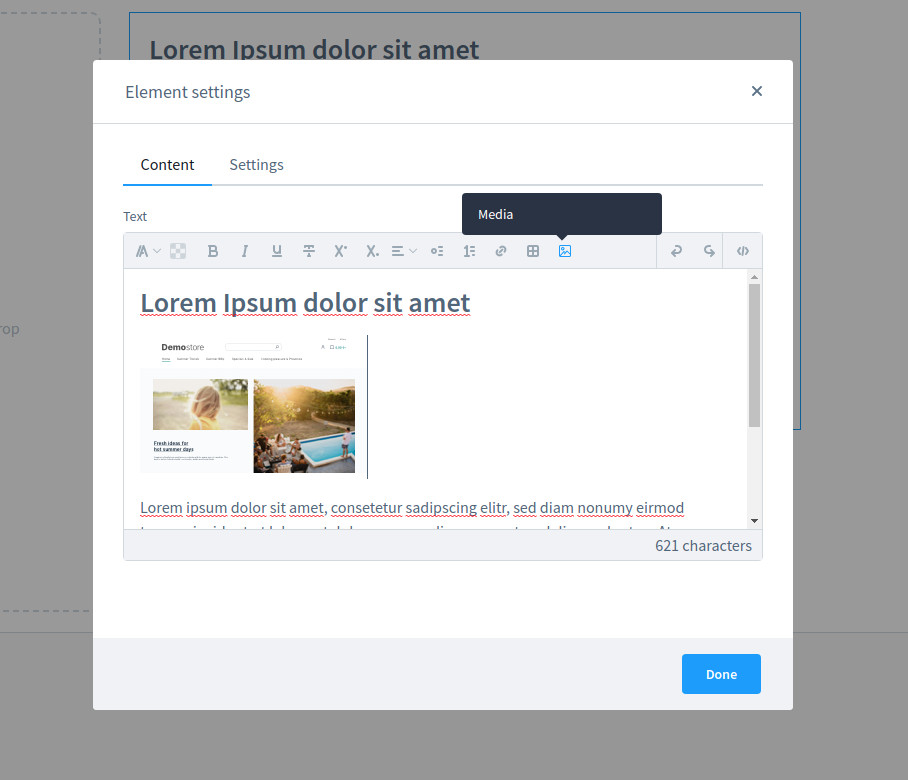 Lorem Ipsum dolor sit amet
Element settings
Content
Settings
Media
Text
Lorem Ipsum dolor sit amet
Demostore
Home
Fresh ideas for
hot summer days
Lorem ipsum dolor sit amet, consetetur sadipscing elitr, sed diam nonumy eirmod
621 characters
rop
Done